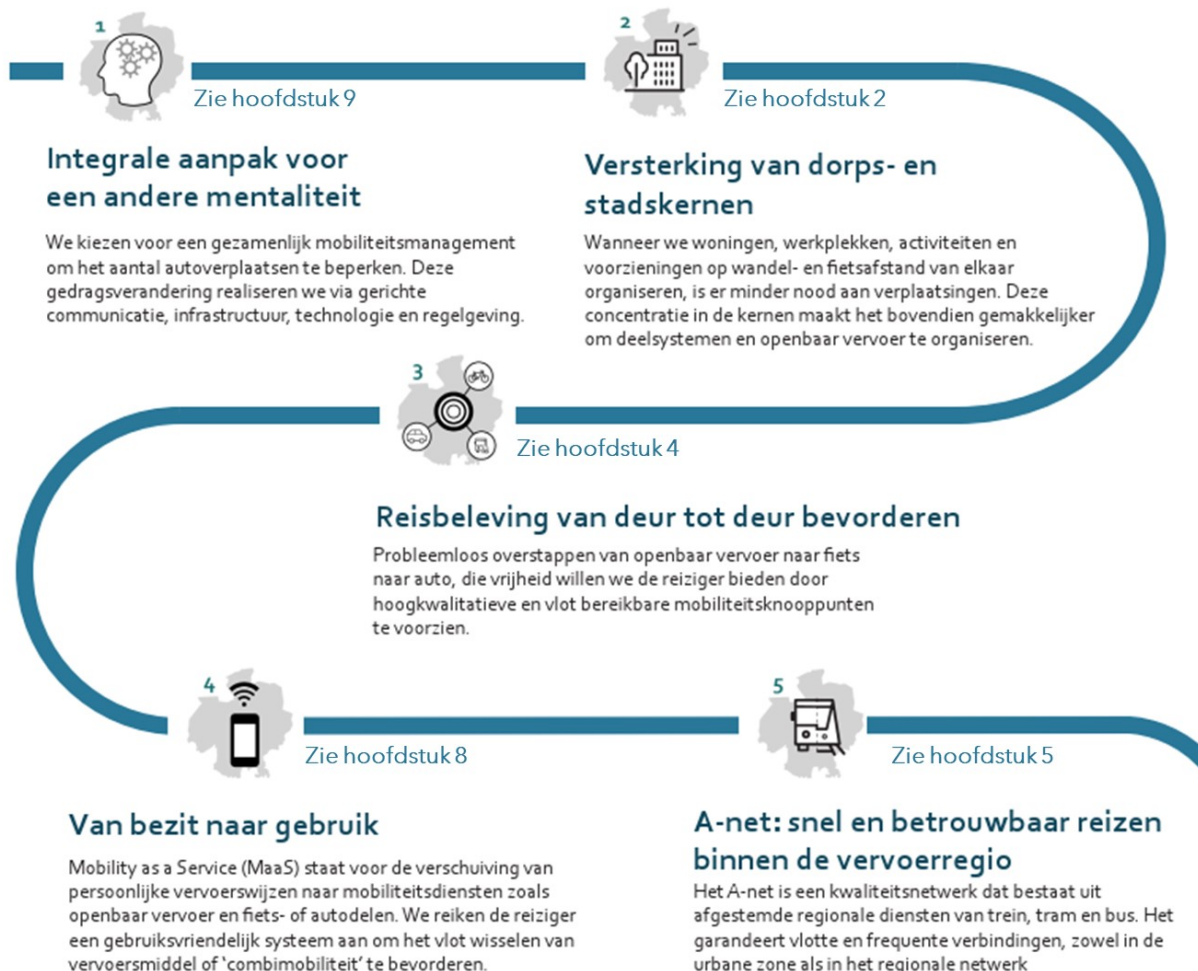 1
Zie hoofdstuk 9
Integrale aanpak voor
een andere mentaliteit
We kiezen voor een gezamenlijk mobiliteitsmanagement
om het aantal autoverplaatsen te beperken. Deze
gedragsverandering realiseren we via gerichte
communicatie, infrastructuur, technologie en regelgeving.
2
Zie hoofdstuk 2
Versterking van dorps- en
stadskernen
Wanneer we woningen, werkplekken, activiteiten en
voorzieningen op wandel- en fietsafstand van elkaar
organiseren, is er minder nood aan verplaatsingen. Deze
concentratie in de kernen maakt het bovendien gemakkelijker
om deelsystemen en openbaar vervoer te organiseren.
3
Zie hoofdstuk 4
Reisbeleving van deur tot deur bevorderen
Probleemloos overstappen van openbaar vervoer naar fiets
naar auto, die vrijheid willen we de reiziger bieden door
hoogkwalitatieve en vlot bereikbare mobiliteitsknooppunten
te voorzien.
4
Zie hoofdstuk 8
Van bezit naar gebruik
Mobility as a Service (MaaS) staat voor de verschuiving van
persoonlijke vervoerswijzen naar mobiliteitsdiensten zoals
openbaar vervoer en fiets- of autodelen. We reiken de reiziger
een gebruiksvriendelijk systeem aan om het vlot wisselen van
vervoersmiddel of ‘combimobiliteit’ te bevorderen.
5
Zie hoofdstuk 5
A-net: snel en betrouwbaar reizen
binnen de vervoerregio
Het A-net is een kwaliteitsnetwerk dat bestaat uit
afgestemde regionale diensten van trein, tram en bus. Het
garandeert vlotte en frequente verbindingen, zowel in de
urbane zone als in het regionale netwerk